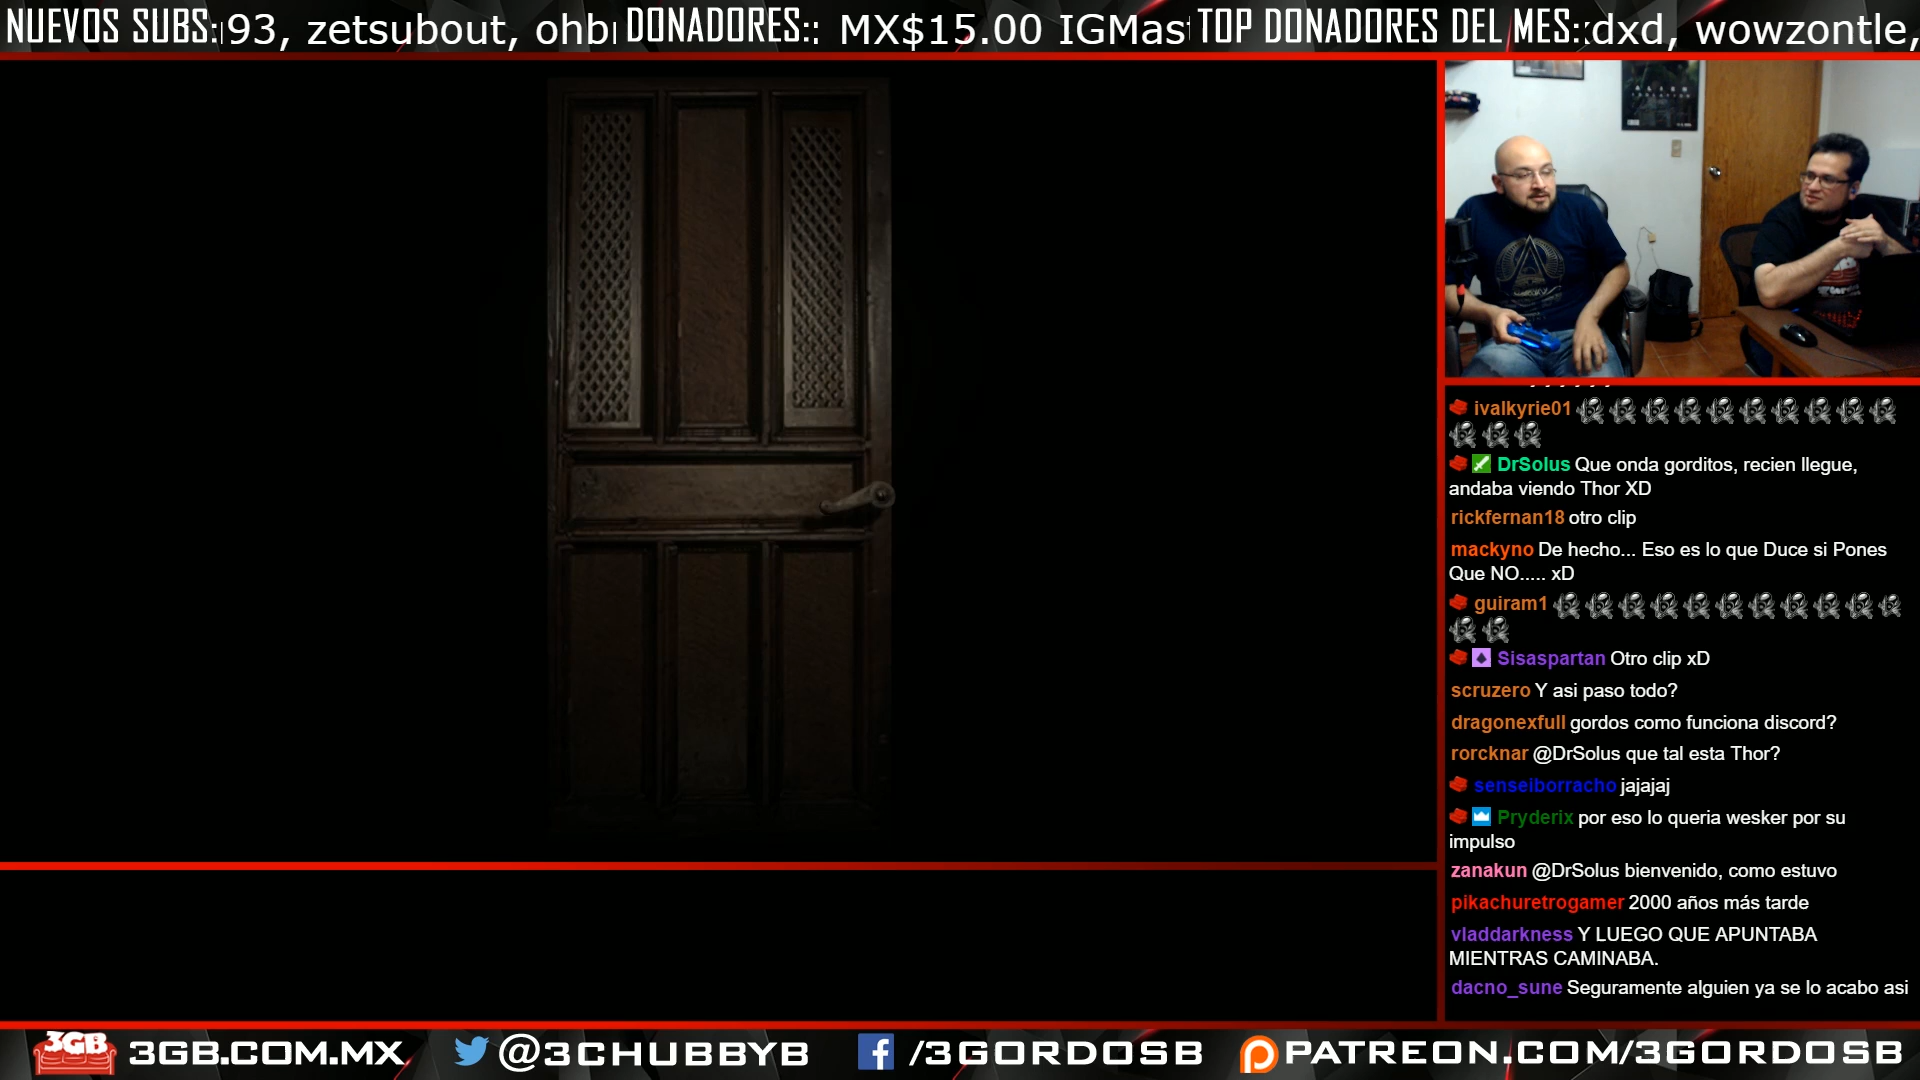 NUEVOS SUBS: 93, zetsubout, ohb DONADORES:: MX$15.00 IGMas TOP DONADORES DEL MES: dxd, wowzontle,
ALIEN
ivalkyrie01
DrSolus Que onda gorditos, recien llegue,
andaba viendo Thor XD
rickfernan18 otro clip
mackyno De hecho... Eso es lo que Duce si Pones
Que NO..... xD
guiram1
Sisaspartan Otro clip xD
scruzero Y asi paso todo?
dragonexfull gordos como funciona discord?
rorcknar @DrSolus que tal esta Thor?
senseiborracho jajajaj
Pryderix por eso lo queria wesker por su
impulso
zanakun @DrSolus bienvenido, como estuvo
pikachuretrogamer 2000 años más tarde
vladdarkness Y LUEGO QUE APUNTABA
MIENTRAS CAMINABA.
dacno_sune Seguramente alguien ya se lo acabo asi
3GB 3GB.COM.MX @3CHUBBYB /3GORDOSB PATREON.COM/3GORDOSB